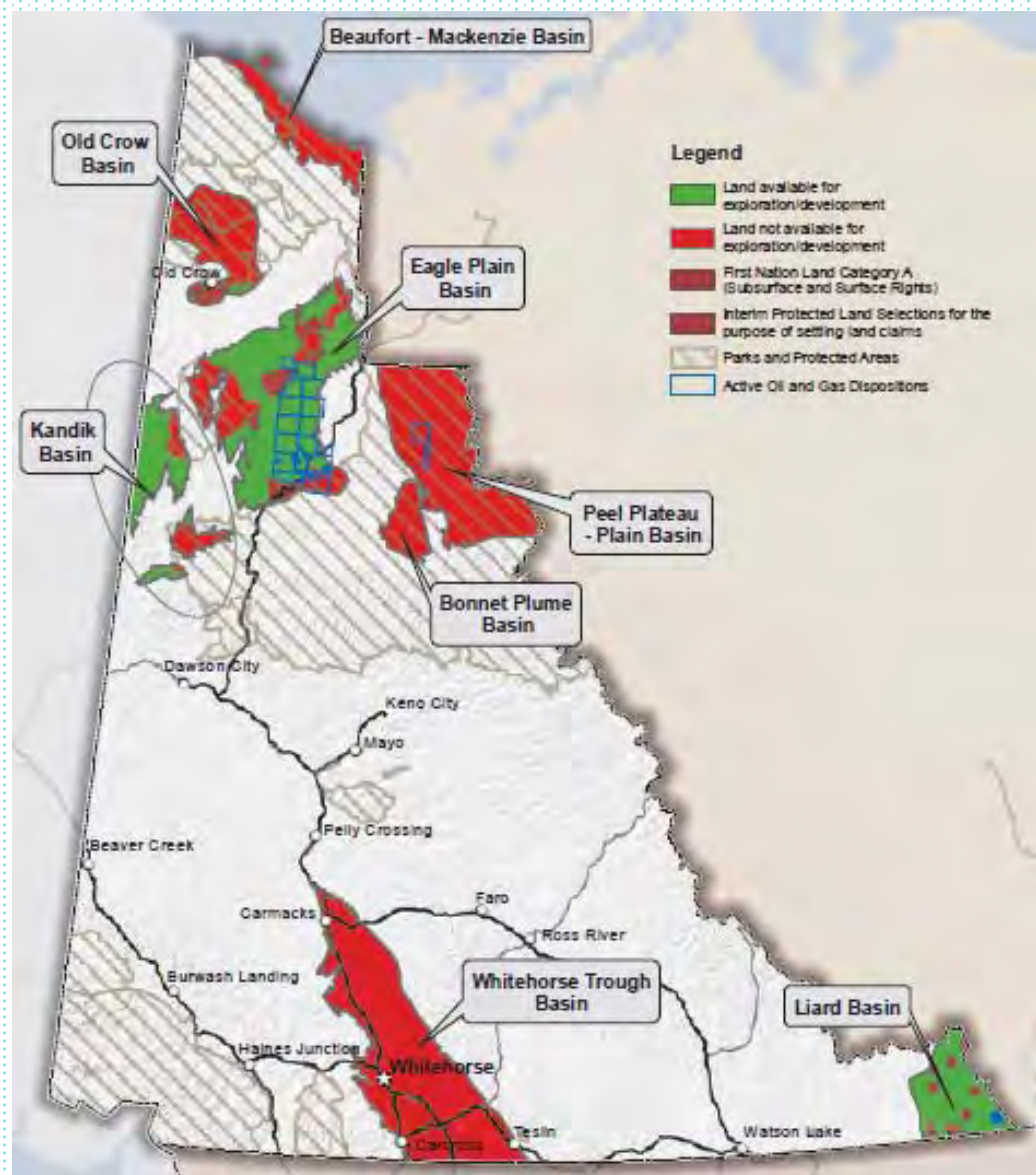 Beaufort - Mackenzie Basin
Old Crow
Basin
Legend
Land available for
exploration/development
Land not available for
exploration/development
First Nation Land Category A
(Subsurface and Surface Rights)
Interim Protected Land Selections for the
purpose of settling land claims
Parks and Protected Areas
Active Oil and Gas Dispositions
Old Crow
Eagle Plain
Basin
Kandik
Basin
Peel Plateau
- Plain Basin
Bonnet Plume
Basin
Dawson City
Keno City
Mayo
Pelly Crossing
Beaver Creek
Carmacks
Faro
Ross River
Burwash Landing
Whitehorse Trough
Basin
Liard Basin
Haines Junction
Whitehorse
Carcross
Teslin
Watson Lake